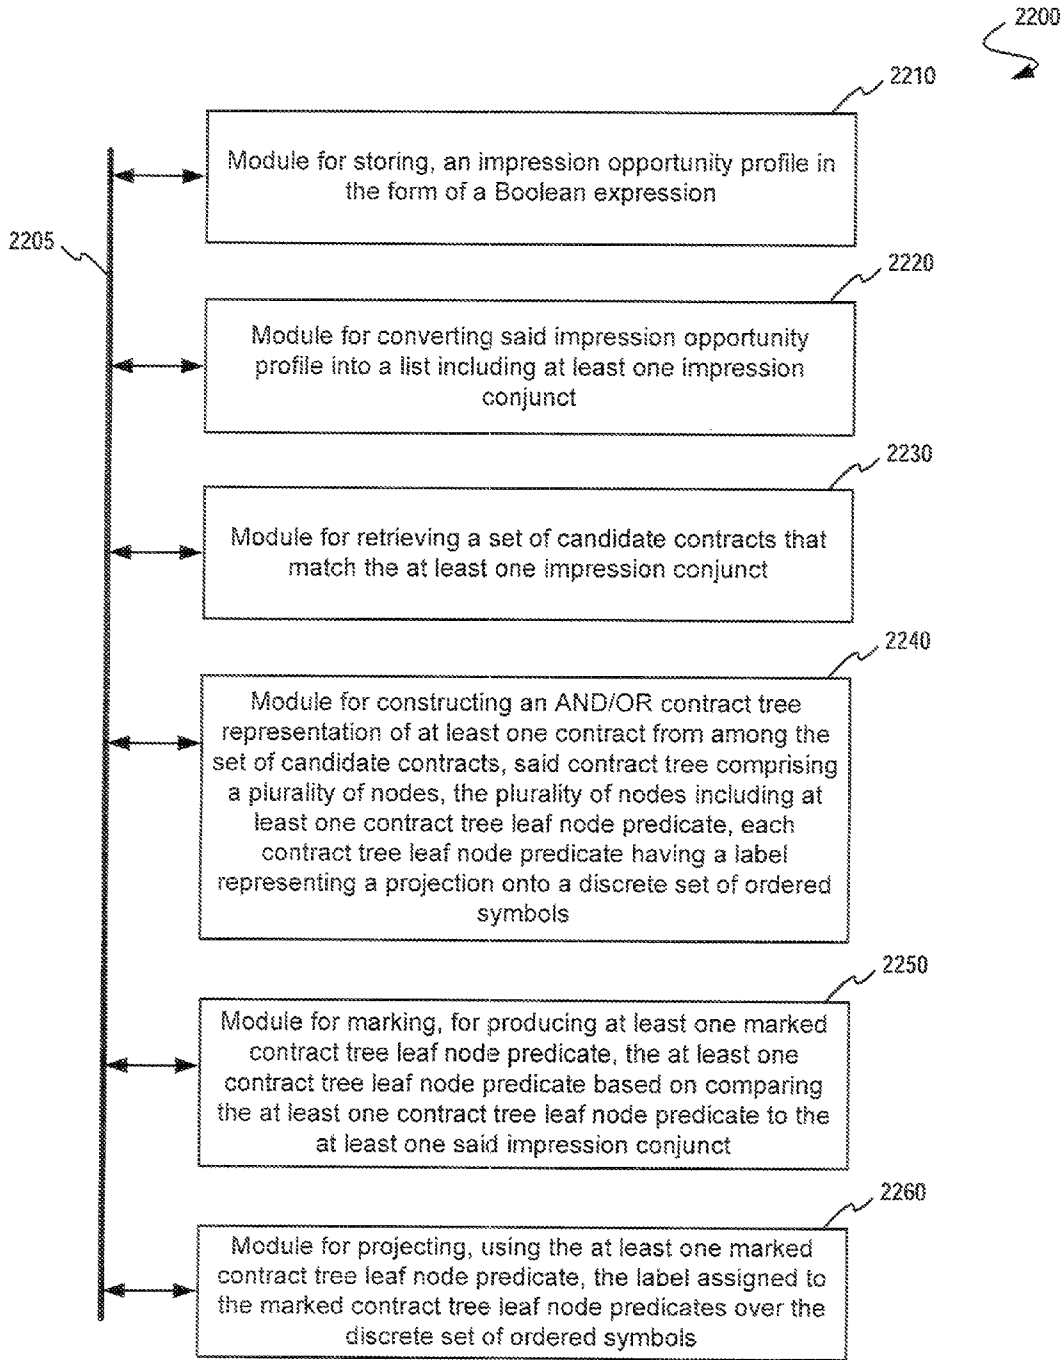 2200
2210
Module for storing, an impression opportunity profile in
the form of a Boolean expression
2205
2220
Module for converting said impression opportunity
profile into a list including at least one impression
conjunct
2230
Module for retrieving a set of candidate contracts that
match the at least one impression conjunct
2240
Module for constructing an AND/OR contract tree
representation of at least one contract from among the
set of candidate contracts, said contract tree comprising
a plurality of nodes, the plurality of nodes including at
least one contract tree leaf node predicate, each
contract tree leaf node predicate having a label
representing a projection onto a discrete set of ordered
symbols
2250
Module for marking, for producing at least one marked
contract tree leaf node predicate, the at least one
contract tree leaf node predicate based on comparing
the at least one contract tree leaf node predicate to the
at least one said impression conjunct
2260
Module for projecting, using the at least one marked
contract tree leaf node predicate, the label assigned to
the marked contract tree leaf node predicates over the
discrete set of ordered symbols